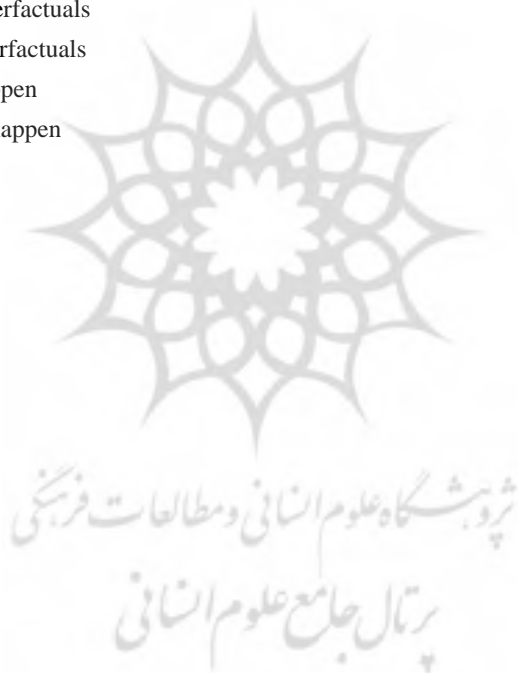 erfactuals
rfactuals
pen
appen
پژوهشگاه علوم انسانی و مطالعات فرهنگی
پرتال جامع علوم انسانی